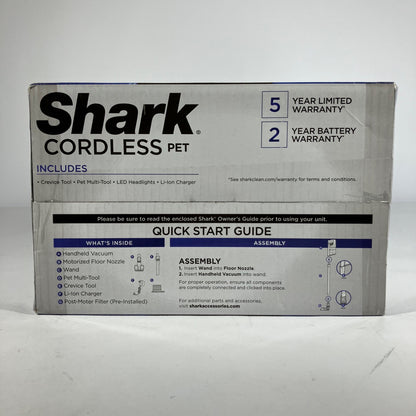 Shark®
CORDLESS PET
5 YEAR LIMITED WARRANTY*
2 YEAR BATTERY WARRANTY*
INCLUDES
• Crevice Tool • Pet Multi-Tool • LED Headlights • Li-Ion Charger
*See sharkclean.com/warranty for terms and conditions.
Please be sure to read the enclosed Shark® Owner's Guide prior to using your unit.
QUICK START GUIDE
WHAT'S INSIDE
Handheld Vacuum
Motorized Floor Nozzle
Wand
Pet Multi-Tool
Crevice Tool
Li-Ion Charger
Post-Motor Filter (Pre-Installed)
ASSEMBLY
ASSEMBLY
1. Insert Wand into Floor Nozzle.
2. Insert Handheld Vacuum into wand.
For proper operation, ensure all components
are completely connected and clicked into place.
For additional parts and accessories,
visit sharkaccessories.com